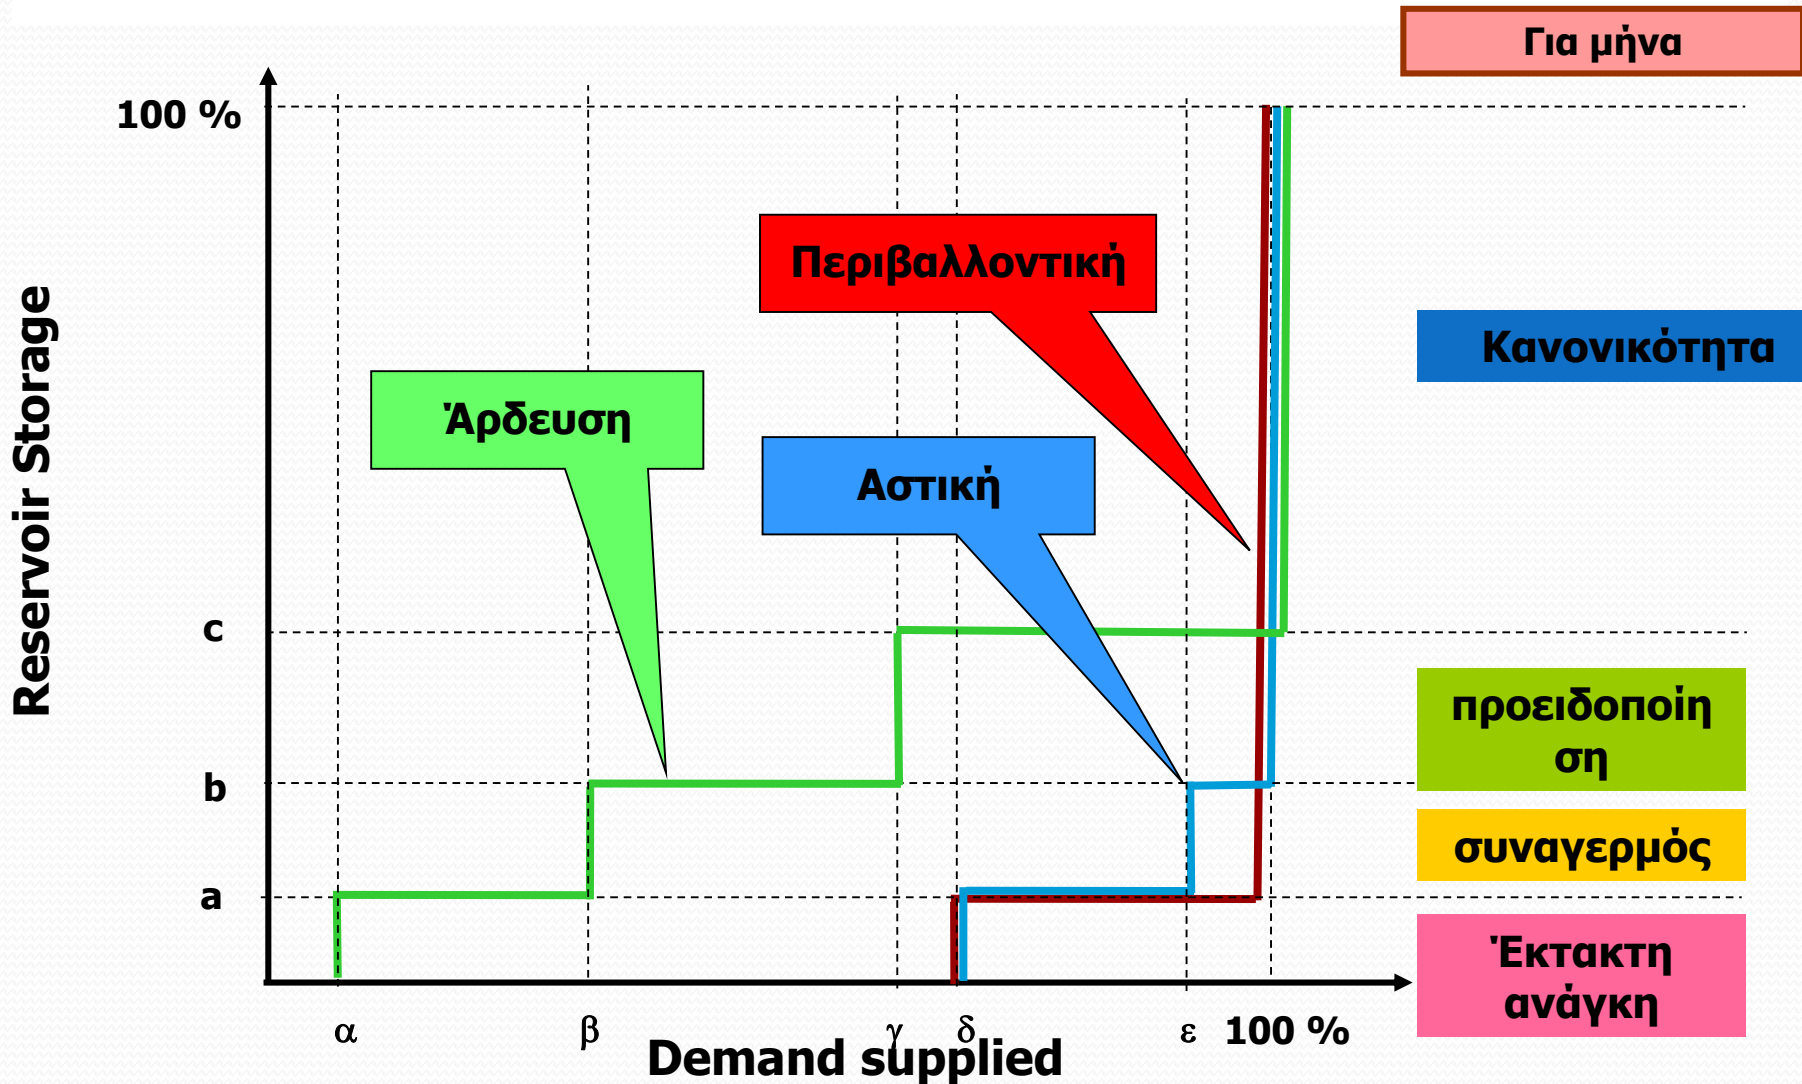 Για μήνα
100 %
Περιβαλλοντική
Κανονικότητα
Άρδευση
Αστική
Reservoir Storage
c
προειδοποίη
ση
b
συναγερμός
a
Έκτακτη
ανάγκη
α β γ δ ε 100 %
Demand supplied